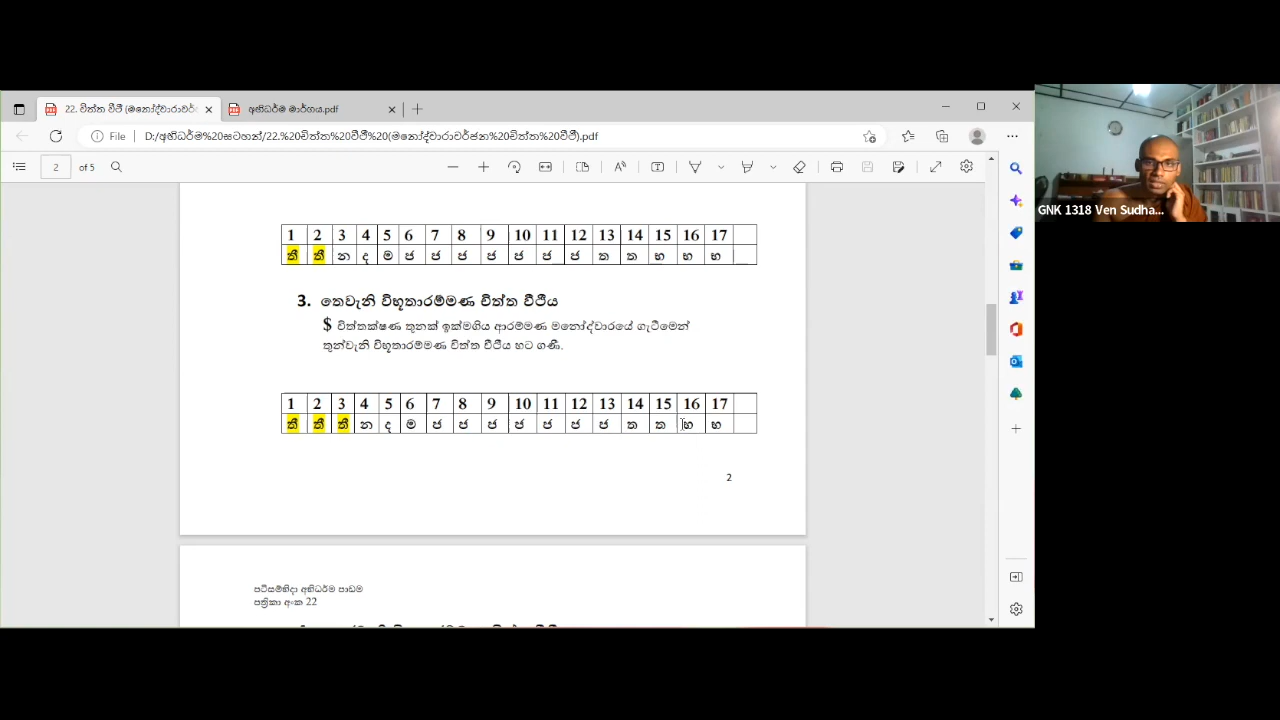 22. චිත්ත වීථි (මනෝද්වාරාවර්ජ
අභිධර්ම මාර්ගය.pdf
File
D:/අභිධර්ම%20සටහන්/22.%20චිත්ත%20වීථි%20(මනෝද්වාරාවර්ජන%20චිත්ත%20වීථි).pdf
2
of 5
1 2 3 4 5 6 7 8 9 10 11 12 13 14 15 16 17
තී තී න ද ම ජ ජ ජ ජ ජ ජ ජ ත ත භ භ භ
3. තෙවැනි විභූතාරම්මණ චිත්ත වීථිය
$ චිත්තක්ෂණ තුනක් ඉක්මගිය ආරම්මණ මනෝද්වාරයේ ගැටීමෙන්
තුන්වැනි විභූතාරම්මණ චිත්ත වීථිය හට ගණී.
1 2 3 4 5 6 7 8 9 10 11 12 13 14 15 16 17
තී තී තී න ද ම ජ ජ ජ ජ ජ ජ ජ ත ත භ භ
2
පටිසම්භිදා අභිධර්ම පාඩම
පත්‍රිකා අංක 22
GNK 1318 Ven Sudha...